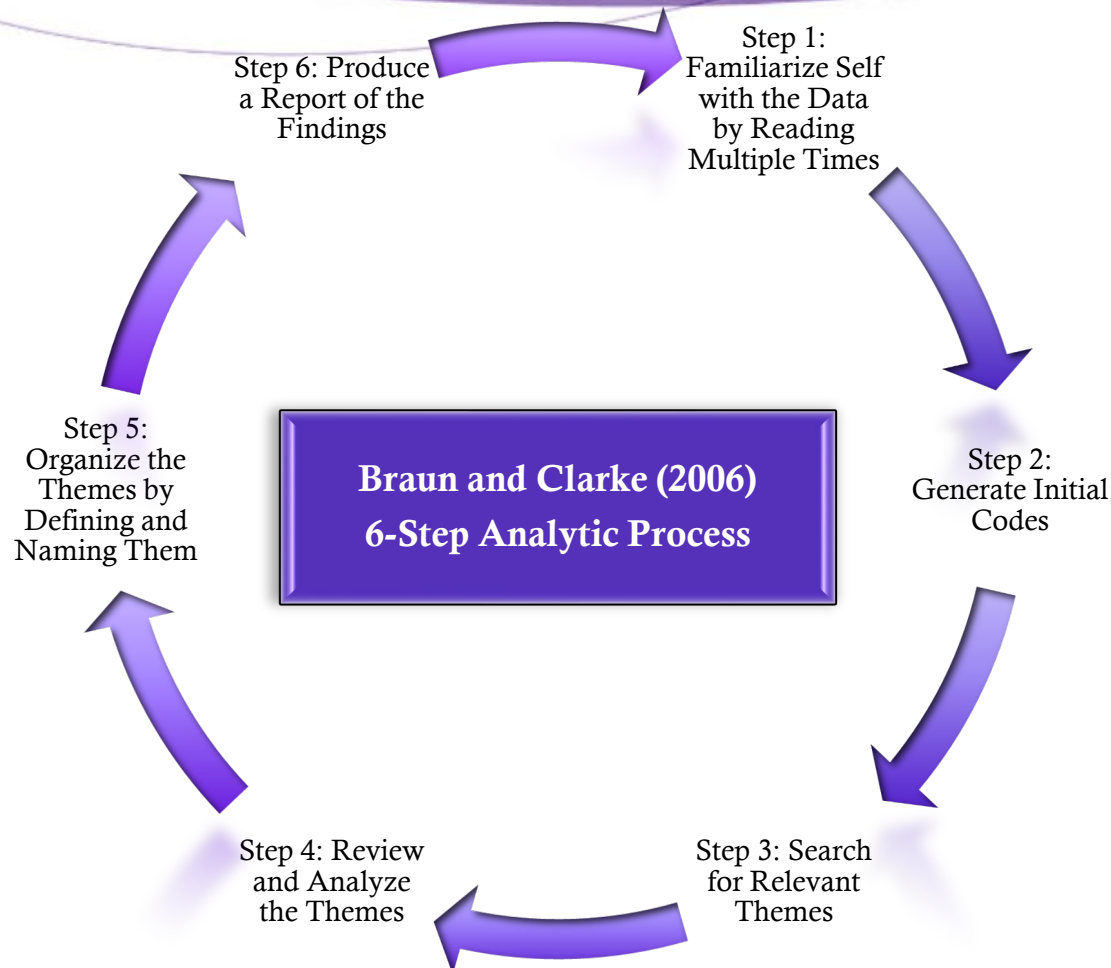 Braun and Clarke (2006)
6-Step Analytic Process
Step 1:
Familiarize Self
with the Data
by Reading
Multiple Times
Step 2:
Generate Initial
Codes
Step 3: Search
for Relevant
Themes
Step 4: Review
and Analyze
the Themes
Step 5:
Organize the
Themes by
Defining and
Naming Them
Step 6: Produce
a Report of the
Findings